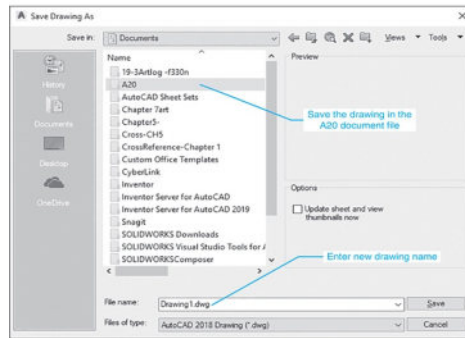 Save Drawing As
Save in: Documents Views Tools
History
Documents
Desktop
OneDrive
Name
19-3Artlog -f330n
A20
AutoCAD Sheet Sets
Chapter 7art
Chapter5-
Cross-CH5
CrossReference-Chapter 1
Custom Office Templates
CyberLink
Inventor
Inventor Server for AutoCAD
Inventor Server for AutoCAD 2019
Snagit
SOLIDWORKS Downloads
SOLIDWORKS Visual Studio Tools for A
SOLIDWORKSComposer
Preview
Save the drawing in the
A20 document file
Options
Update sheet and view
thumbnails now
Enter new drawing name
File name: Drawing1.dwg Save
Files of type: AutoCAD 2018 Drawing (*.dwg) Cancel